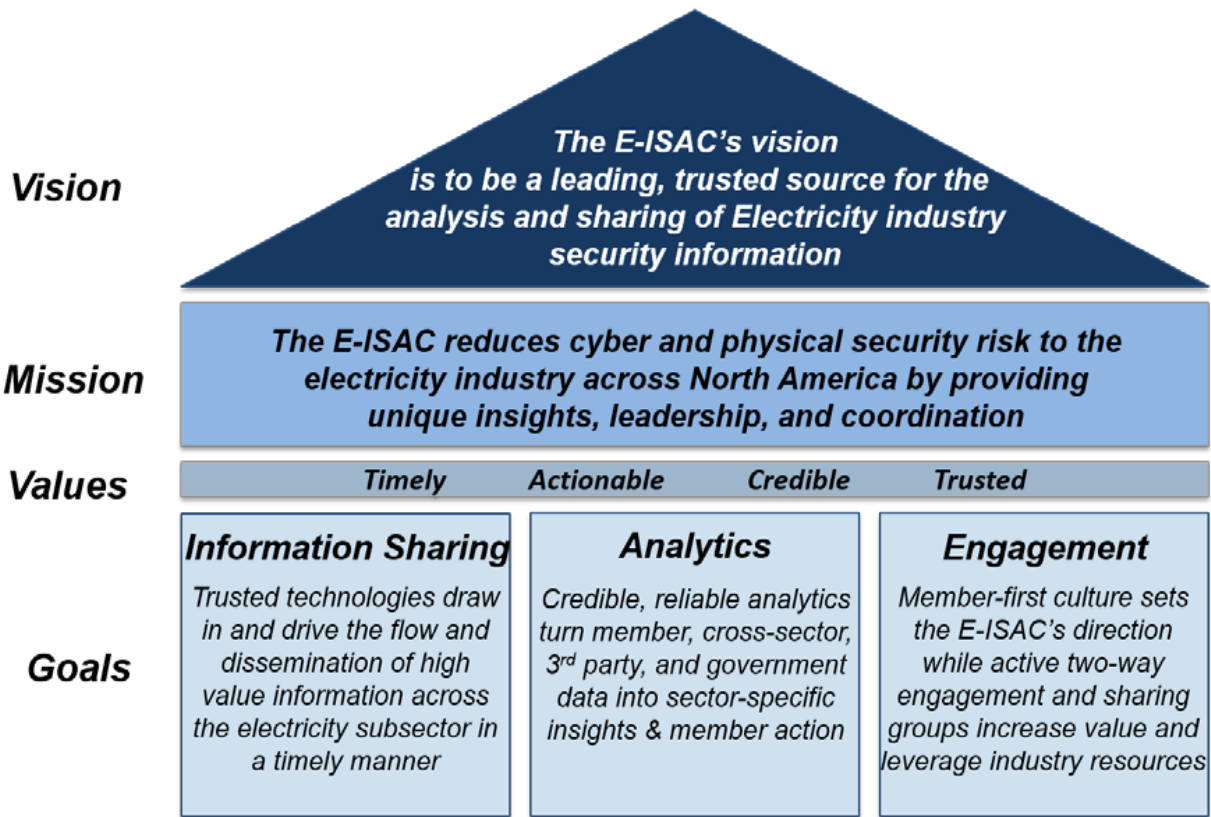 Vision
The E-ISAC’s vision
is to be a leading, trusted source for the
analysis and sharing of Electricity industry
security information
Mission
The E-ISAC reduces cyber and physical security risk to the
electricity industry across North America by providing
unique insights, leadership, and coordination
Values
Timely Actionable Credible Trusted
Goals
Information Sharing
Trusted technologies draw
in and drive the flow and
dissemination of high
value information across
the electricity subsector in
a timely manner
Analytics
Credible, reliable analytics
turn member, cross-sector,
3rd party, and government
data into sector-specific
insights & member action
Engagement
Member-first culture sets
the E-ISAC’s direction
while active two-way
engagement and sharing
groups increase value and
leverage industry resources